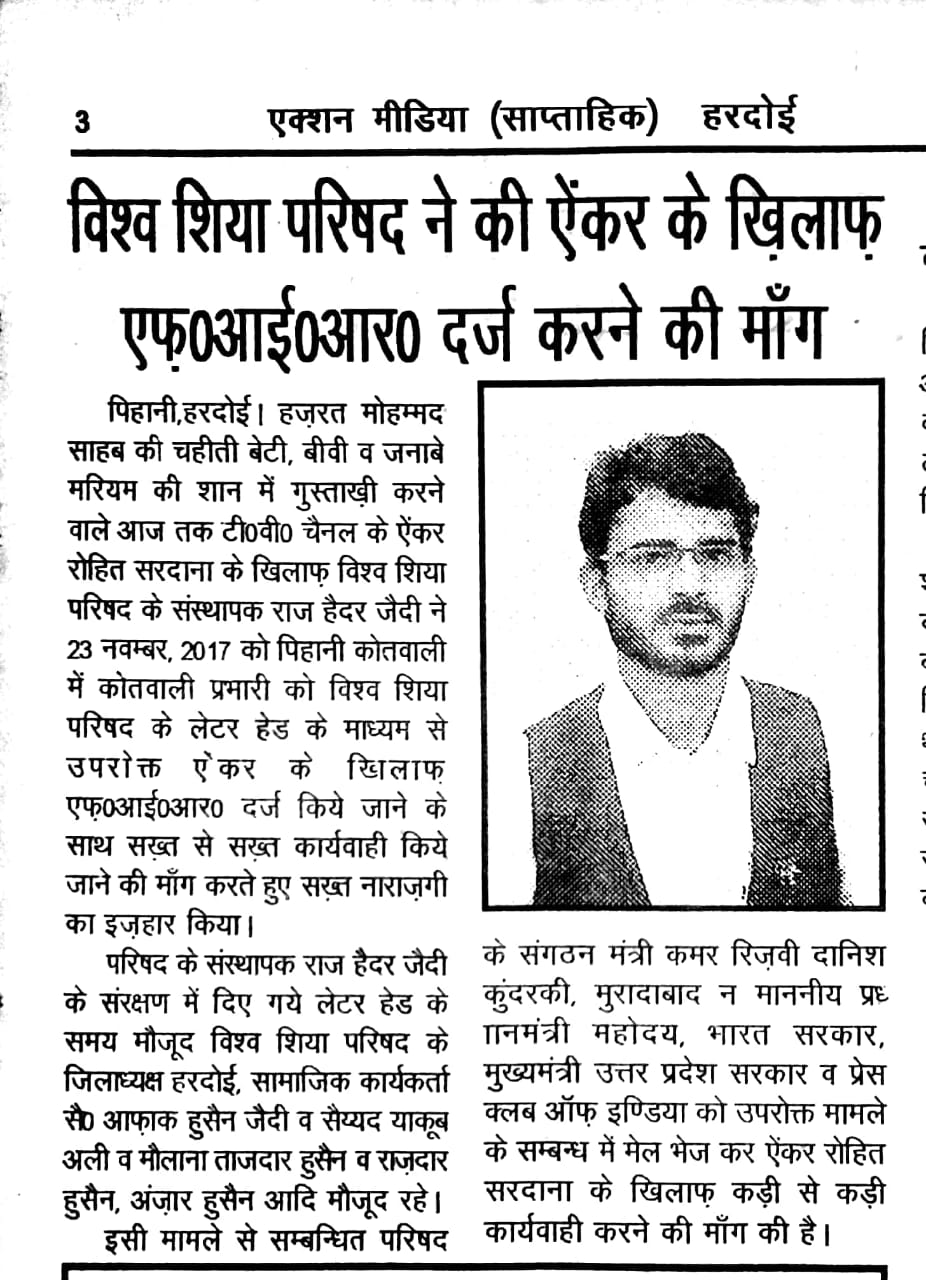 3 एक्शन मीडिया (साप्ताहिक) हरदोई
विश्व शिया परिषद ने की ऐंकर के ख़िलाफ़
एफ़0आई0आर0 दर्ज करने की माँग
पिहानी,हरदोई। हज़रत मोहम्मद
साहब की चहीती बेटी, बीवी व जनाबे
मरियम की शान में गुस्ताख़ी करने
वाले आज तक टी0वी0 चैनल के ऐंकर
रोहित सरदाना के खिलाफ़ विश्व शिया
परिषद के संस्थापक राज हैदर जैदी ने
23 नवम्बर, 2017 को पिहानी कोतवाली
में कोतवाली प्रभारी को विश्व शिया
परिषद के लेटर हेड के माध्यम से
उपरोक्त ऐंकर के खिलाफ़
एफ़0आई0आर0 दर्ज किये जाने के
साथ सख़्त से सख़्त कार्यवाही किये
जाने की माँग करते हुए सख़्त नाराज़गी
का इज़हार किया।
परिषद के संस्थापक राज हैदर जैदी
के संरक्षण में दिए गये लेटर हेड के
समय मौजूद विश्व शिया परिषद के
जिलाध्यक्ष हरदोई, सामाजिक कार्यकर्ता
सै0 आफ़ाक हुसैन जैदी व सैय्यद याकूब
अली व मौलाना ताजदार हुसैन व राज़दार
हुसैन, अंज़ार हुसैन आदि मौजूद रहे।
इसी मामले से सम्बन्धित परिषद
के संगठन मंत्री कमर रिज़वी दानिश
कुंदरकी, मुरादाबाद न माननीय प्रध
ानमंत्री महोदय, भारत सरकार,
मुख्यमंत्री उत्तर प्रदेश सरकार व प्रेस
क्लब ऑफ़ इण्डिया को उपरोक्त मामले
के सम्बन्ध में मेल भेज कर ऐंकर रोहित
सरदाना के खिलाफ़ कड़ी से कड़ी
कार्यवाही करने की माँग की है।